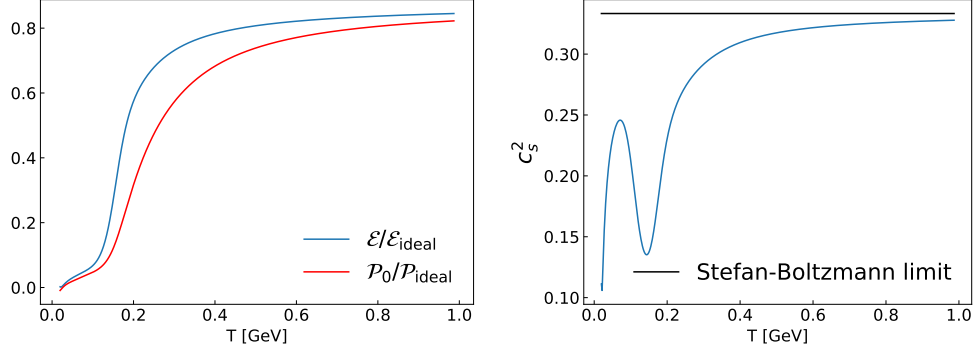 0.8
0.6
0.4
0.2
0.0
0.0 0.2 0.4 0.6 0.8 1.0
T [GeV]
ℰ/ℰ_ideal
𝒫₀/𝒫_ideal
c_s^2
0.30
0.25
0.20
0.15
0.10
0.0 0.2 0.4 0.6 0.8 1.0
T [GeV]
Stefan-Boltzmann limit